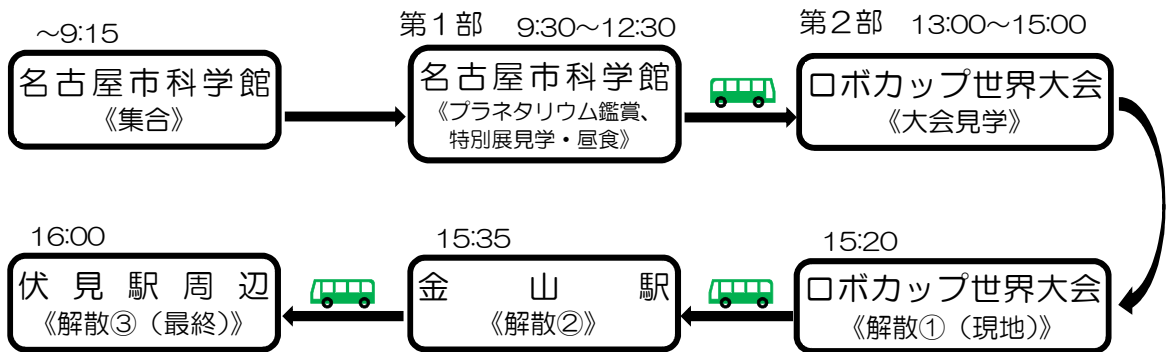 ～9:15
名古屋市科学館
《集合》
第１部 9:30～12:30
名古屋市科学館
《プラネタリウム鑑賞、
特別展見学・昼食》
第２部 13:00～15:00
ロボカップ世界大会
《大会見学》
15:20
ロボカップ世界大会
《解散①（現地）》
15:35
金山駅
《解散②》
16:00
伏見駅周辺
《解散③（最終）》